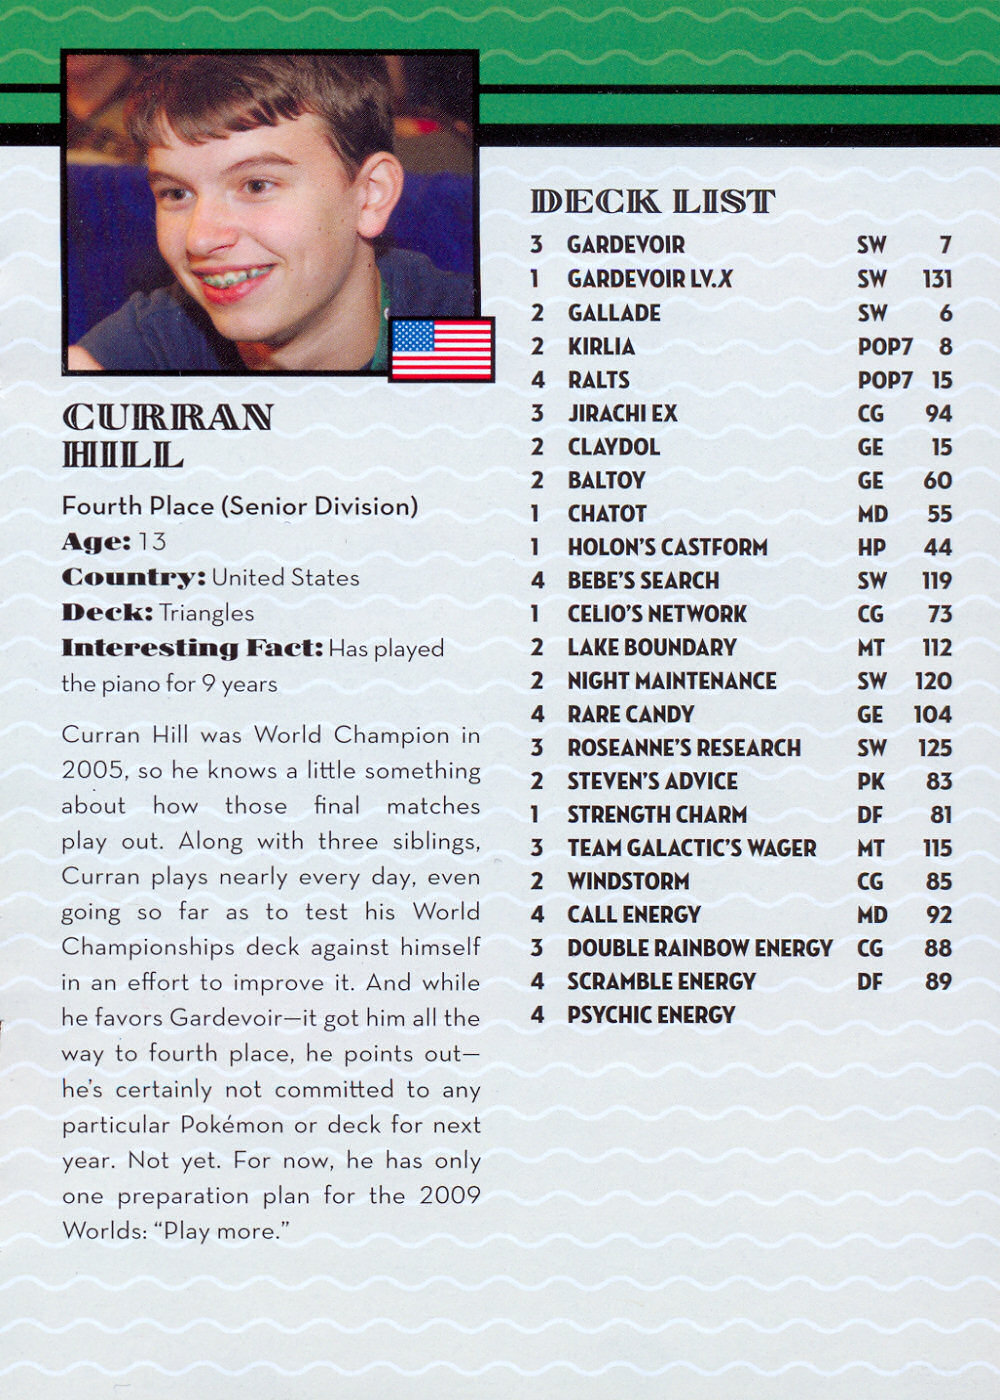 CURRAN
HILL
Fourth Place (Senior Division)
Age: 13
Country: United States
Deck: Triangles
Interesting Fact: Has played
the piano for 9 years
Curran Hill was World Champion in
2005, so he knows a little something
about how those final matches
play out. Along with three siblings,
Curran plays nearly every day, even
going so far as to test his World
Championships deck against himself
in an effort to improve it. And while
he favors Gardevoir—it got him all the
way to fourth place, he points out—
he's certainly not committed to any
particular Pokémon or deck for next
year. Not yet. For now, he has only
one preparation plan for the 2009
Worlds: “Play more.”
DECK LIST
3 GARDEVOIR SW 7
1 GARDEVOIR LV.X SW 131
2 GALLADE SW 6
2 KIRLIA POP7 8
4 RALTS POP7 15
3 JIRACHI EX CG 94
2 CLAYDOL GE 15
2 BALTOY GE 60
1 CHATOT MD 55
1 HOLON'S CASTFORM HP 44
4 BEBE'S SEARCH SW 119
1 CELIO'S NETWORK CG 73
2 LAKE BOUNDARY MT 112
2 NIGHT MAINTENANCE SW 120
4 RARE CANDY GE 104
3 ROSEANNE'S RESEARCH SW 125
2 STEVEN'S ADVICE PK 83
1 STRENGTH CHARM DF 81
3 TEAM GALACTIC'S WAGER MT 115
2 WINDSTORM CG 85
4 CALL ENERGY MD 92
3 DOUBLE RAINBOW ENERGY CG 88
4 SCRAMBLE ENERGY DF 89
4 PSYCHIC ENERGY